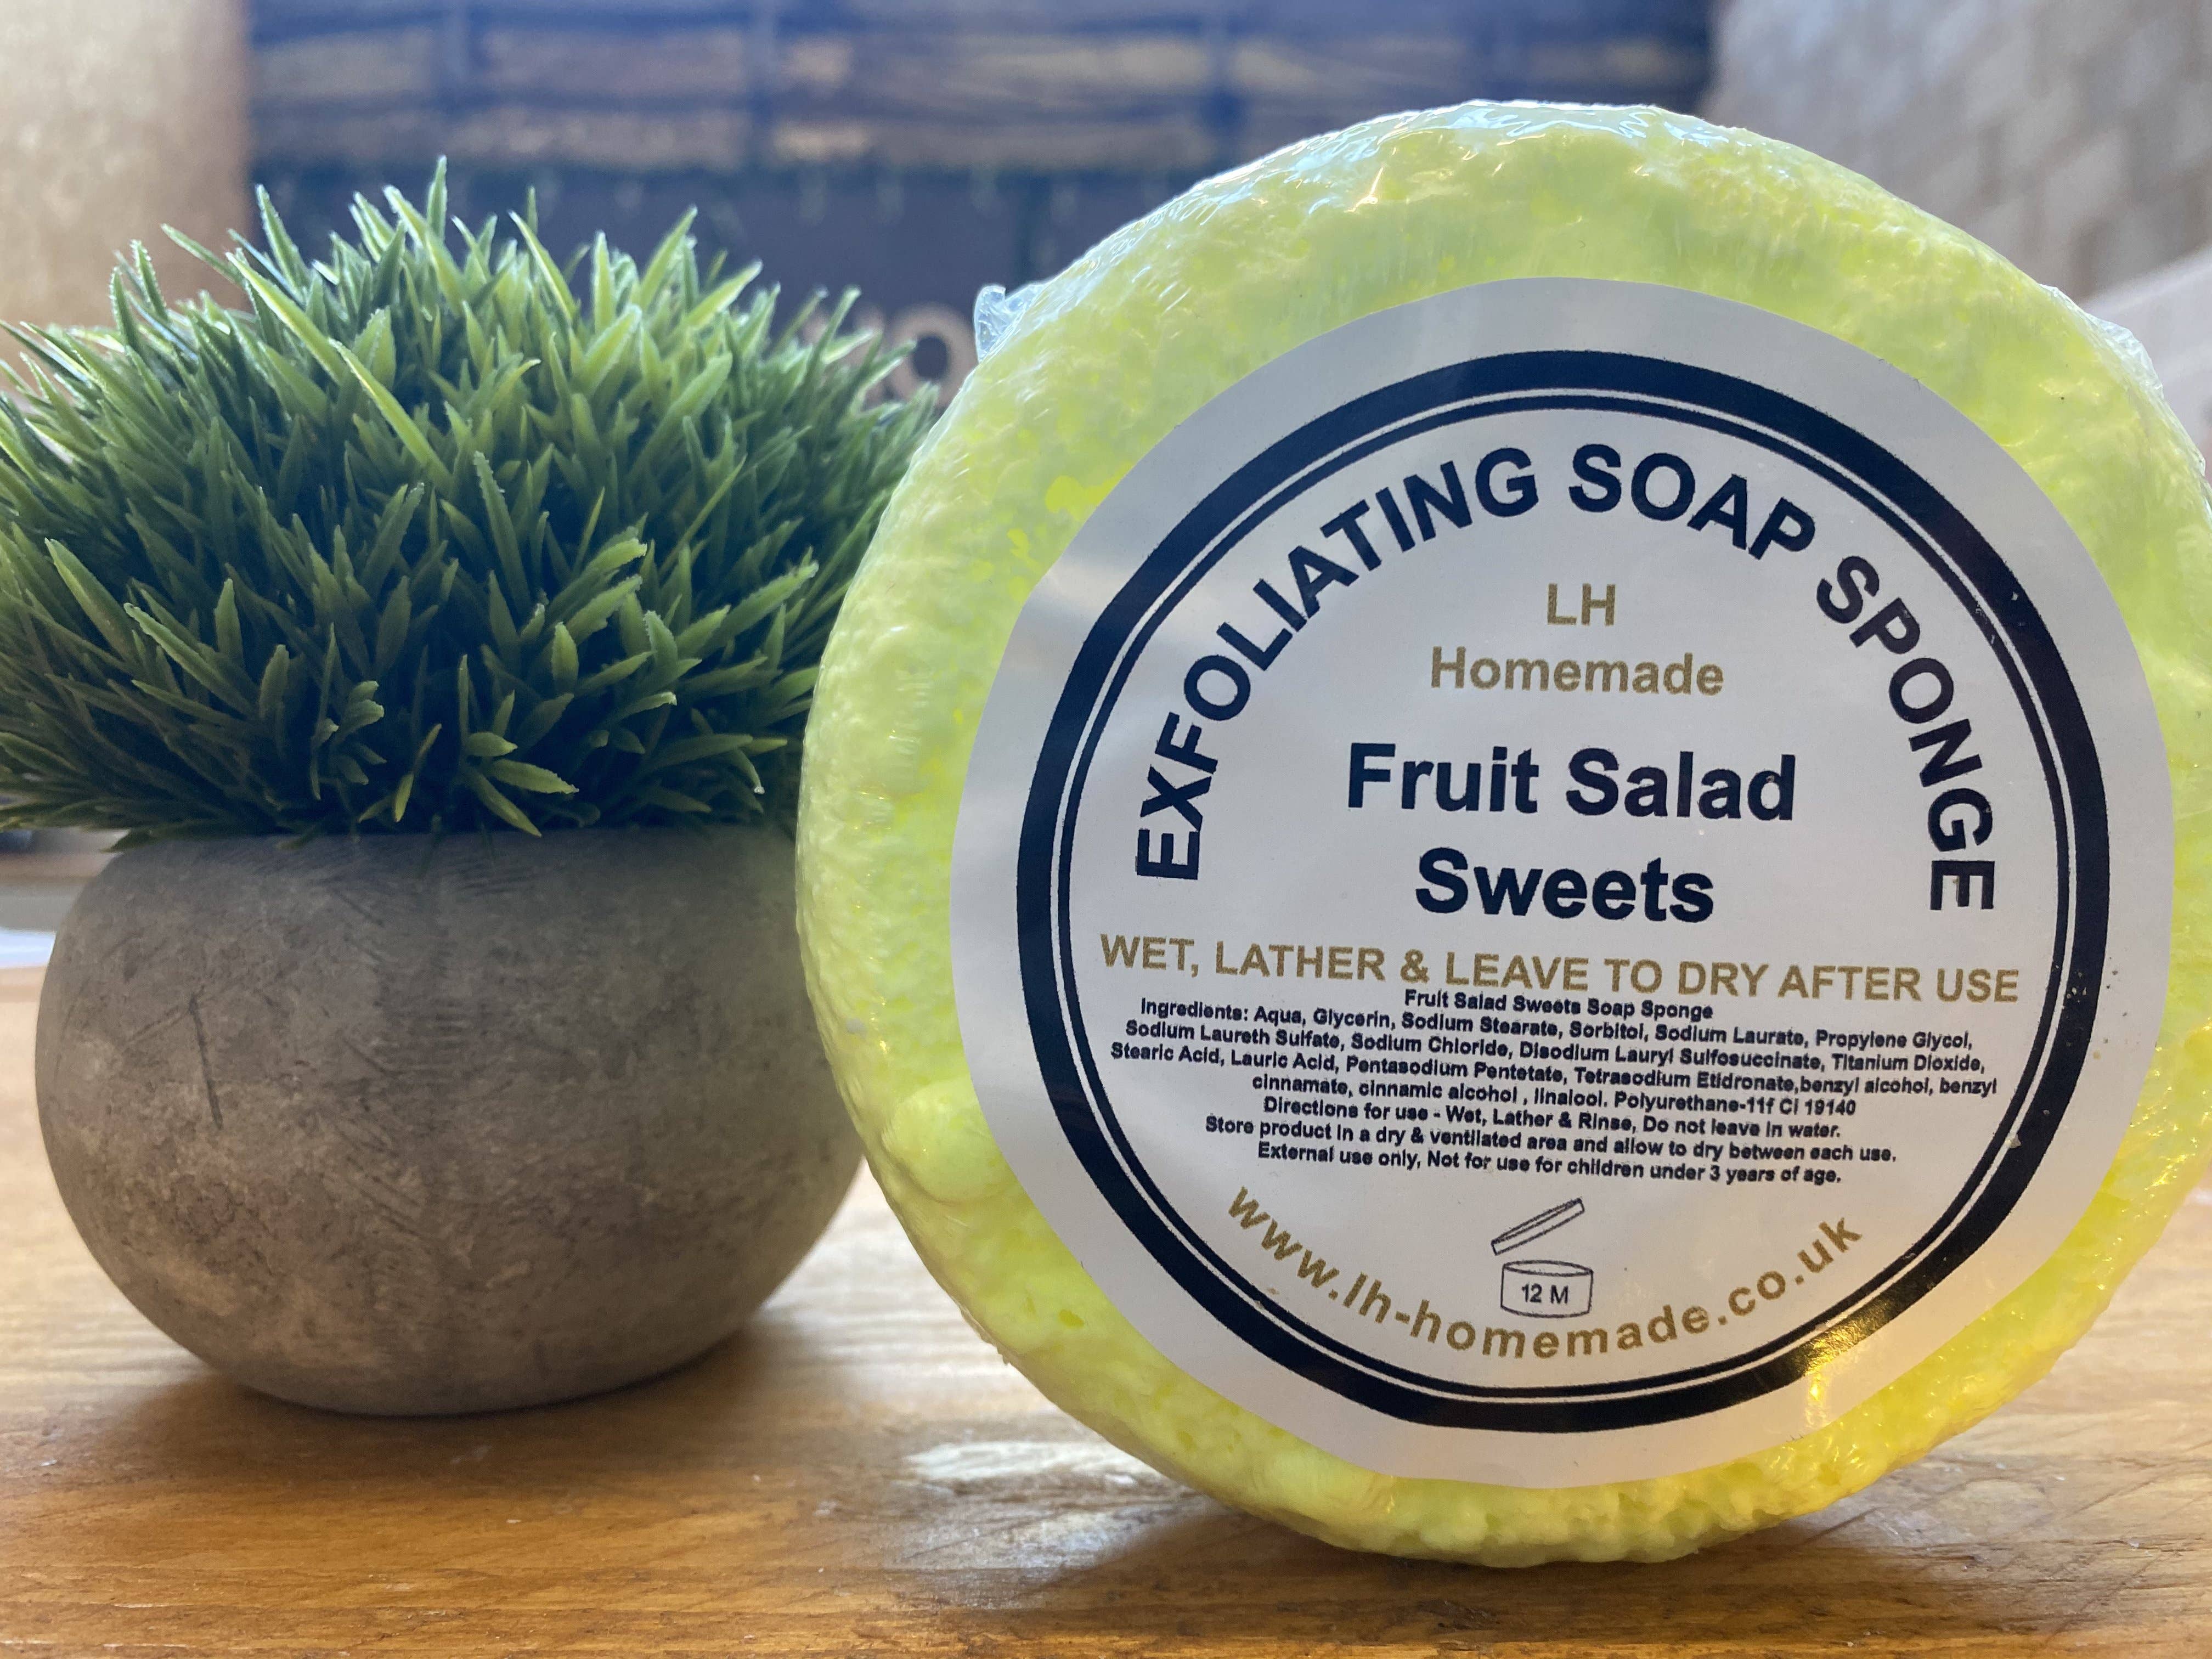 EXFOLIATING SOAP SPONGE
LH
Homemade
Fruit Salad
Sweets
WET, LATHER & LEAVE TO DRY AFTER USE
Fruit Salad Sweets Soap Sponge
Ingredients: Aqua, Glycerin, Sodium Stearate, Sorbitol, Sodium Laurate, Propylene Glycol,
Sodium Laureth Sulfate, Sodium Chloride, Disodium Lauryl Sulfosuccinate, Titanium Dioxide,
Stearic Acid, Lauric Acid, Pentasodium Pentetate, Tetrasodium Etidronate,benzyl alcohol, benzyl
cinnamate, cinnamic alcohol , linalool. Polyurethane-11f Ci 19140
Directions for use - Wet, Lather & Rinse, Do not leave in water.
Store product in a dry & ventilated area and allow to dry between each use.
External use only, Not for use for children under 3 years of age.
12 M
www.lh-homemade.co.uk